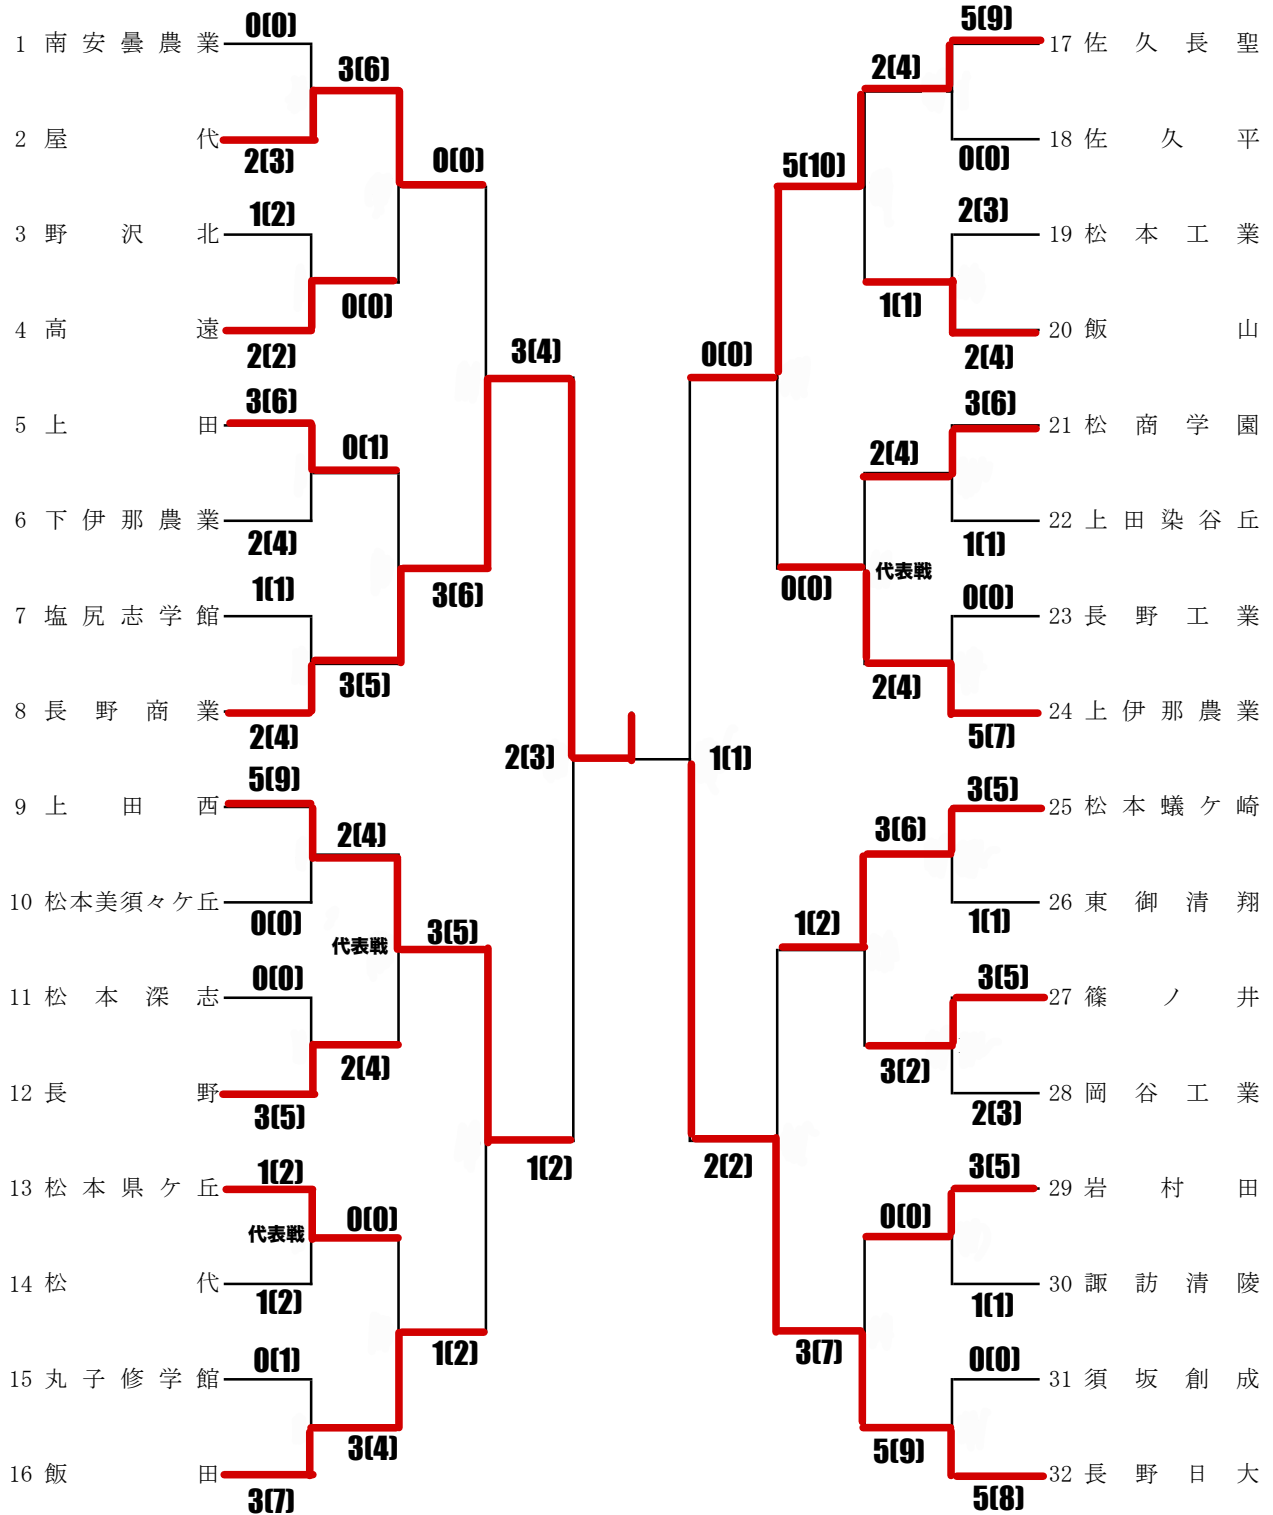 0(0)
1 南安曇農業
3(6)
2 屋代
2(3)
0(0)
1(2)
3 野沢北
0(0)
4 高遠
2(2)
3(4)
3(6)
5 上田
0(1)
6 下伊那農業
2(4)
1(1)
3(6)
7 塩尻志学館
3(5)
8 長野商業
2(4)
2(3)
5(9)
9 上田西
2(4)
10 松本美須々ケ丘
0(0)
代表戦
3(5)
0(0)
11 松本深志
2(4)
12 長野
3(5)
1(2)
1(2)
13 松本県ケ丘
代表戦
0(0)
14 松代
1(2)
0(1)
1(2)
15 丸子修学館
3(4)
16 飯田
3(7)
5(9)
17 佐久長聖
2(4)
18 佐久平
0(0)
5(10)
2(3)
19 松本工業
1(1)
20 飯山
2(4)
0(0)
3(6)
21 松商学園
2(4)
22 上田染谷丘
1(1)
代表戦
0(0)
0(0)
23 長野工業
2(4)
24 上伊那農業
5(7)
1(1)
3(5)
25 松本蟻ケ崎
3(6)
26 東御清翔
1(1)
1(2)
3(5)
27 篠ノ井
3(2)
28 岡谷工業
2(3)
2(2)
3(5)
29 岩村田
0(0)
30 諏訪清陵
1(1)
3(7)
0(0)
31 須坂創成
5(9)
32 長野日大
5(8)